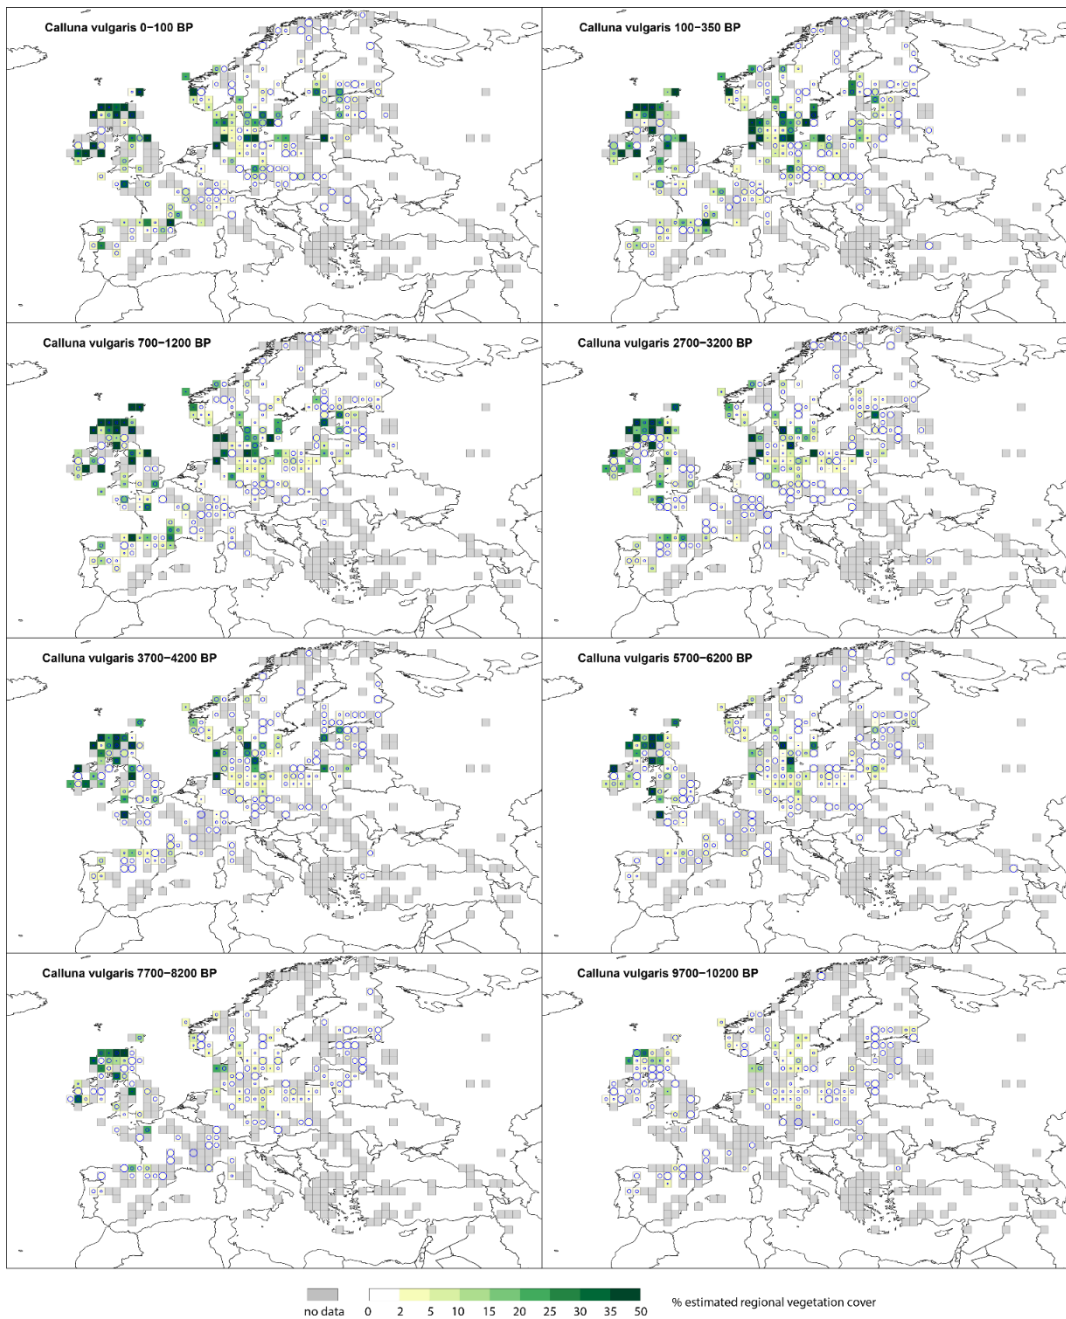 Calluna vulgaris 0–100 BP
Calluna vulgaris 100–350 BP
Calluna vulgaris 700–1200 BP
Calluna vulgaris 2700–3200 BP
Calluna vulgaris 3700–4200 BP
Calluna vulgaris 5700–6200 BP
Calluna vulgaris 7700–8200 BP
Calluna vulgaris 9700–10200 BP
no data
0 2 5 10 15 20 25 30 35 50
% estimated regional vegetation cover